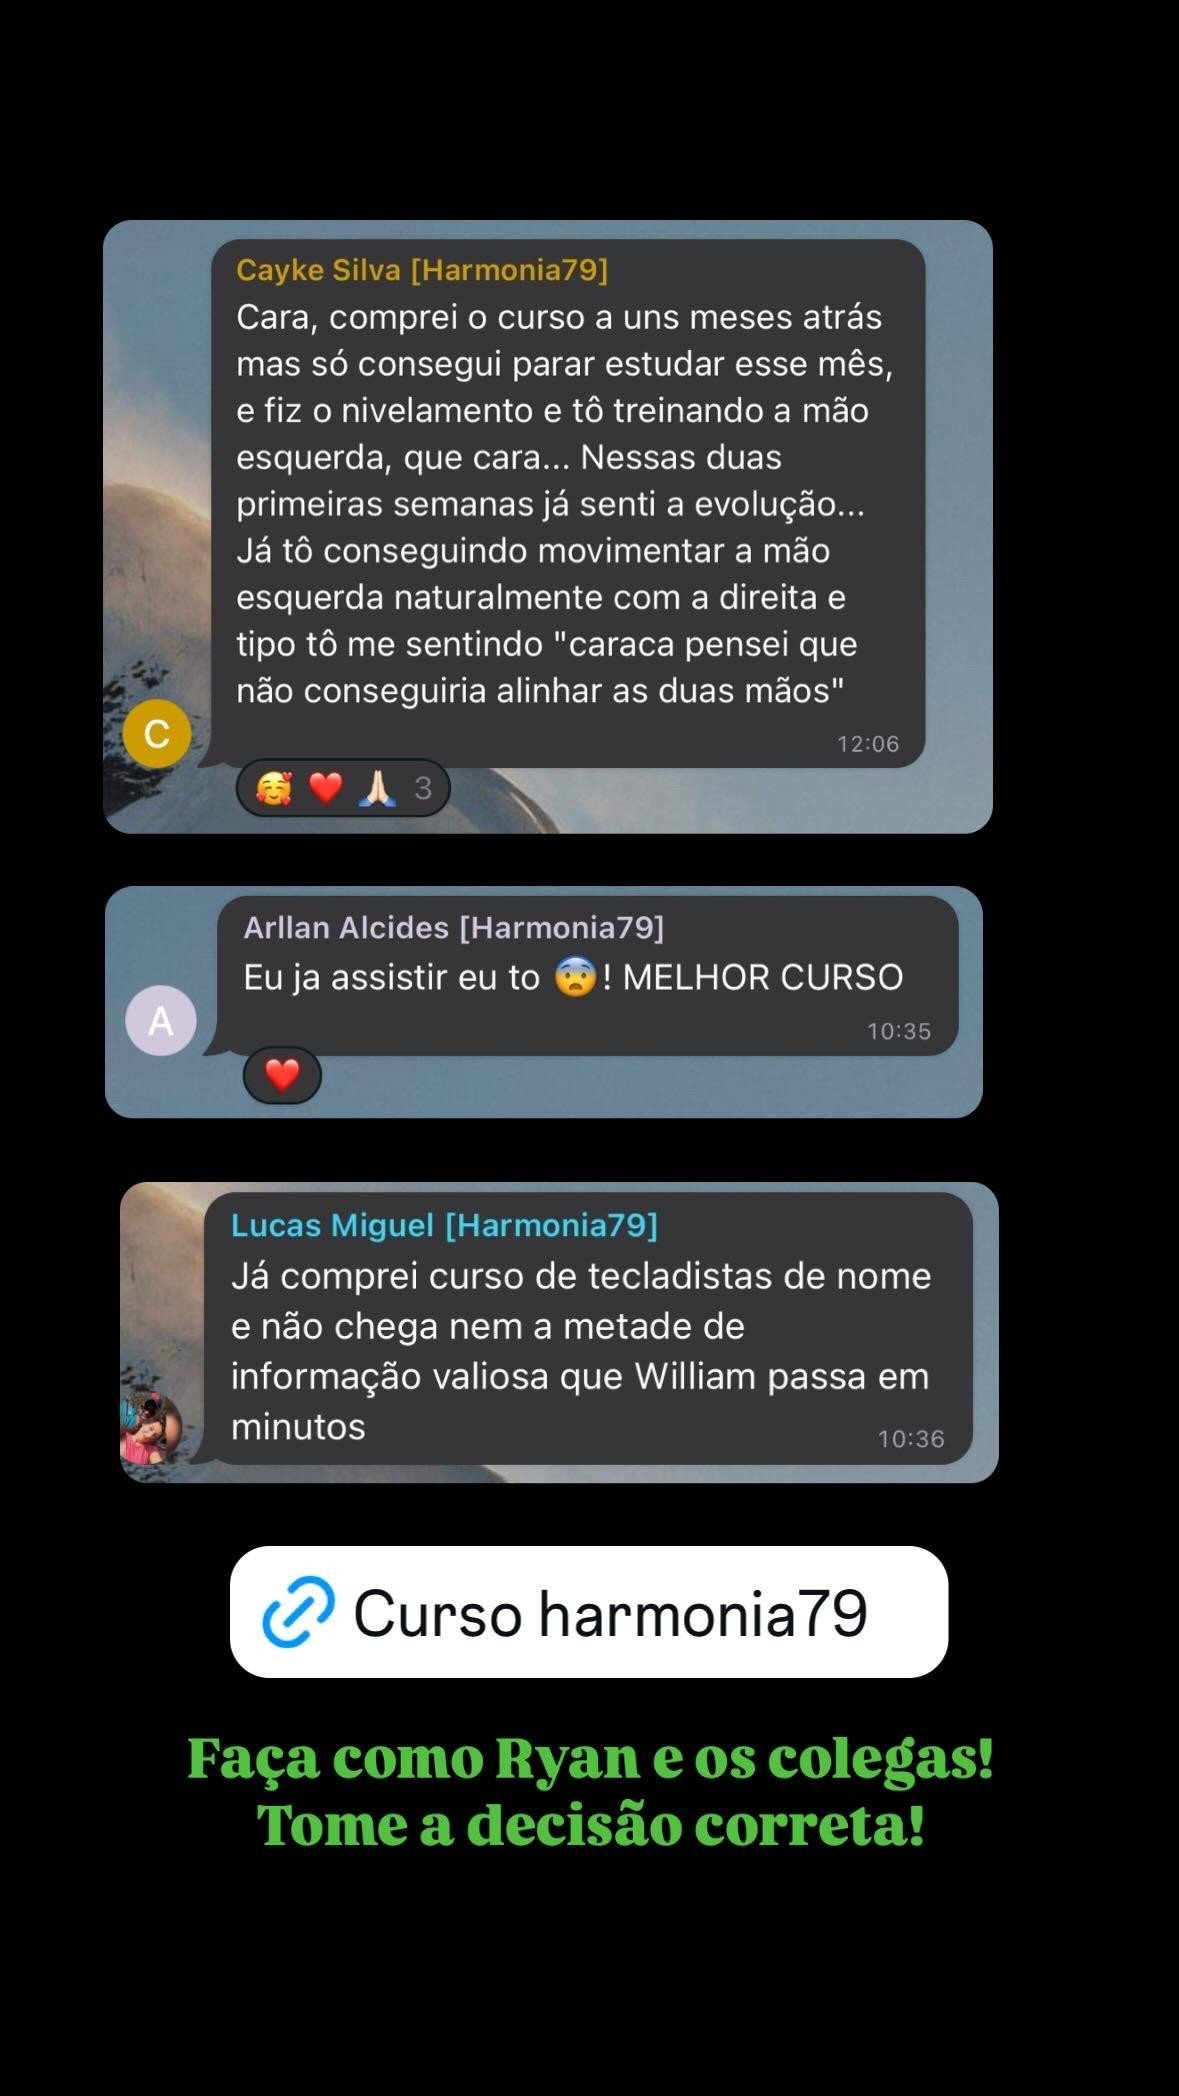 Cayke Silva [Harmonia79]
Cara, comprei o curso a uns meses atrás
mas só consegui parar estudar esse mês,
e fiz o nivelamento e tô treinando a mão
esquerda, que cara... Nessas duas
primeiras semanas já senti a evolução...
Já tô conseguindo movimentar a mão
esquerda naturalmente com a direita e
tipo tô me sentindo "caraca pensei que
não conseguiria alinhar as duas mãos"
C
12:06
🥰 ❤️ 🙏🏻 3
Arllan Alcides [Harmonia79]
Eu ja assistir eu to 😨! MELHOR CURSO
A
10:35
❤️
Lucas Miguel [Harmonia79]
Já comprei curso de tecladistas de nome
e não chega nem a metade de
informação valiosa que William passa em
minutos
10:36
Curso harmonia79
Faça como Ryan e os colegas!
Tome a decisão correta!